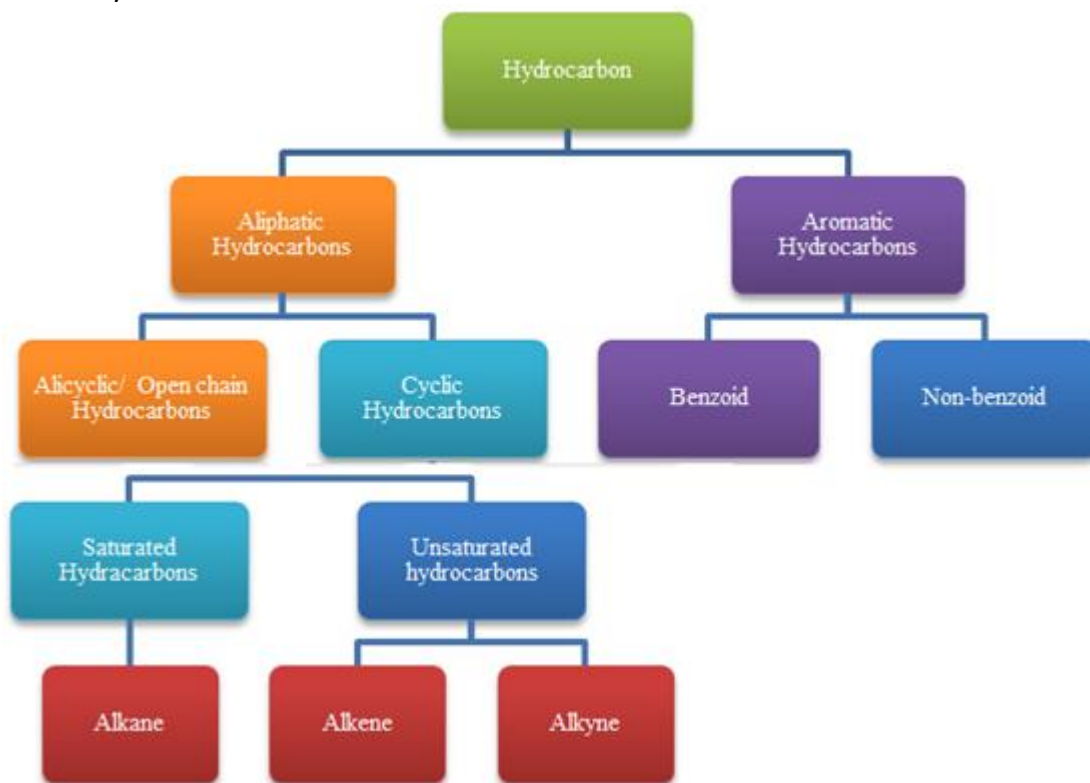 Hydrocarbon
Aliphatic
Hydrocarbons
Aromatic
Hydrocarbons
Alicyclic/ Open chain
Hydrocarbons
Cyclic
Hydrocarbons
Benzoid
Non-benzoid
Saturated
Hydracarbons
Unsaturated
hydrocarbons
Alkane
Alkene
Alkyne